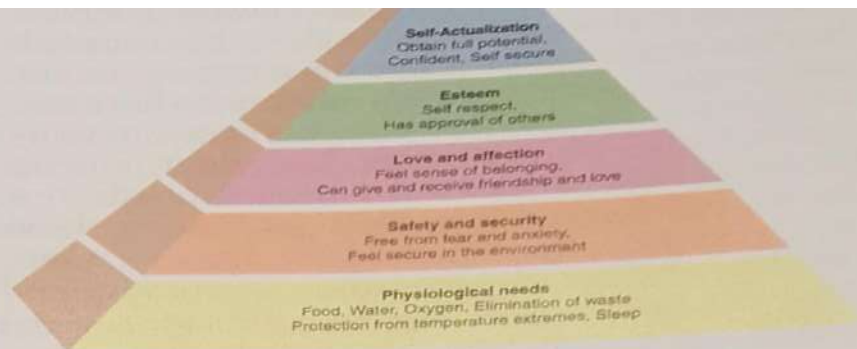 Self-Actualization
Obtain full potential,
Confident, Self secure
Esteem
Self respect,
Has approval of others
Love and affection
Feel sense of belonging,
Can give and receive friendship and love
Safety and security
Free from fear and anxiety,
Feel secure in the environment
Physiological needs
Food, Water, Oxygen, Elimination of waste
Protection from temperature extremes, Sleep